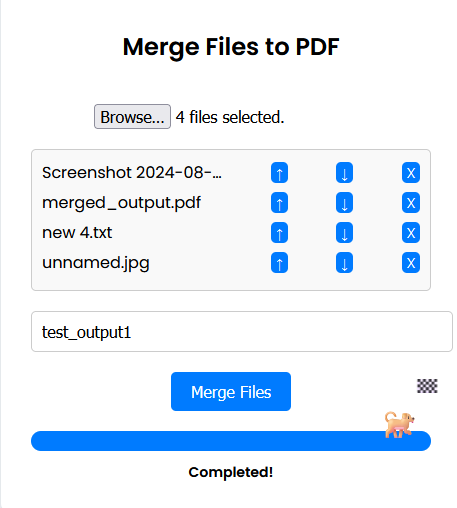 Merge Files to PDF
Browse... 4 files selected.
Screenshot 2024-08-... ↑ ↓ X
merged_output.pdf ↑ ↓ X
new 4.txt ↑ ↓ X
unnamed.jpg ↑ ↓ X
test_output1
Merge Files
Completed!